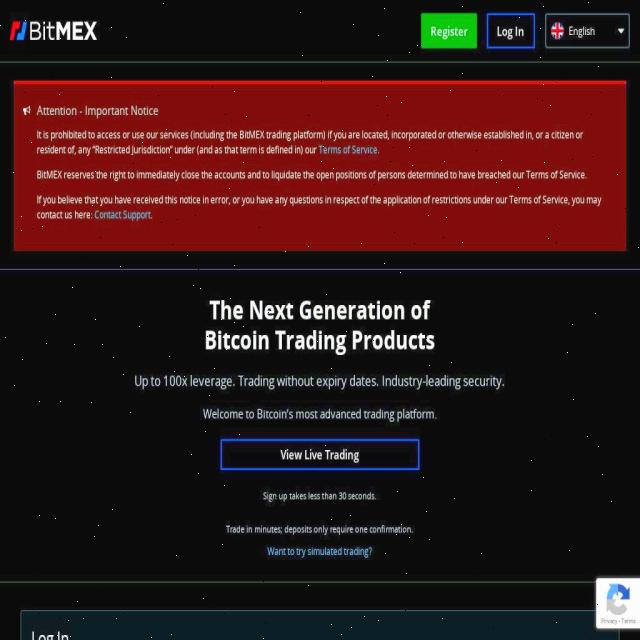 BitMEX
Register
Log In
English
Attention - Important Notice
It is prohibited to access or use our services (including the BitMEX trading platform) if you are located, incorporated or otherwise established in, or a citizen or
resident of, any "Restricted Jurisdiction" under (and as that term is defined in) our Terms of Service.
BitMEX reserves the right to immediately close the accounts and to liquidate the open positions of persons determined to have breached our Terms of Service.
If you believe that you have received this notice in error, or you have any questions in respect of the application of restrictions under our Terms of Service, you may
contact us here: Contact Support.
The Next Generation of
Bitcoin Trading Products
Up to 100x leverage. Trading without expiry dates. Industry-leading security.
Welcome to Bitcoin's most advanced trading platform.
View Live Trading
Sign up takes less than 30 seconds.
Trade in minutes; deposits only require one confirmation.
Want to try simulated trading?
Privacy - Terms
Log In